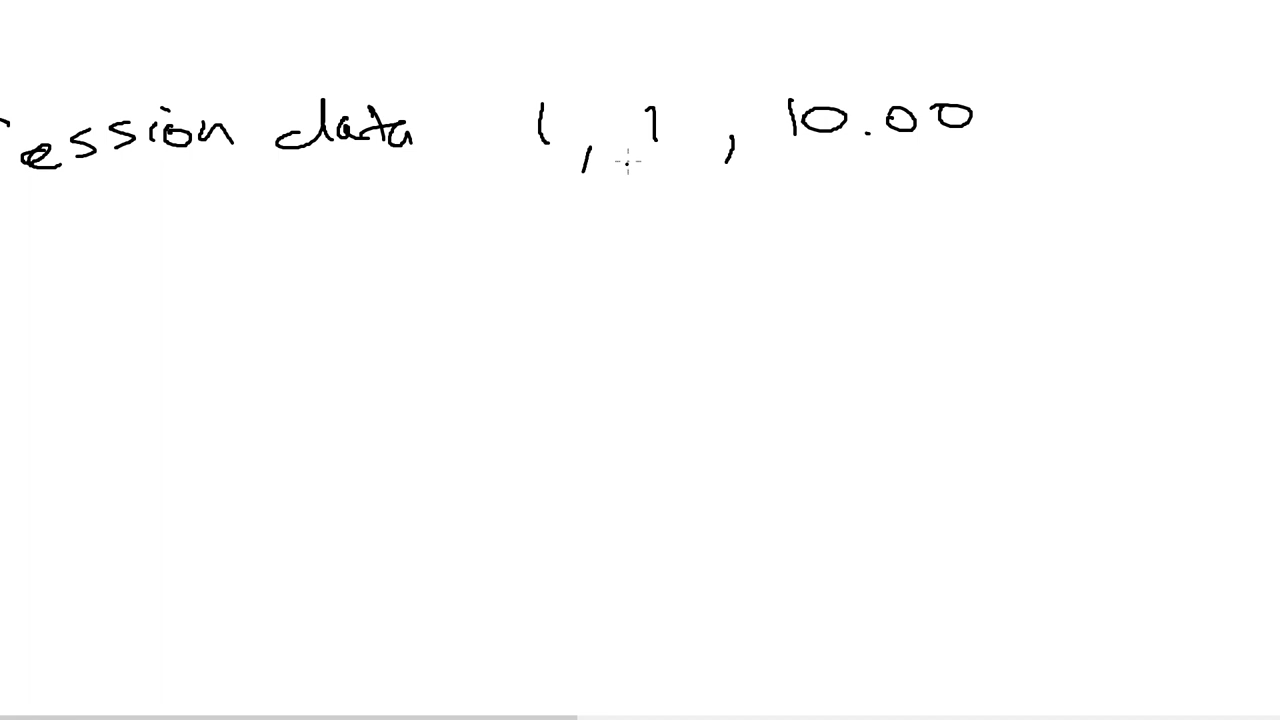 ession data 1, 1, 10.00